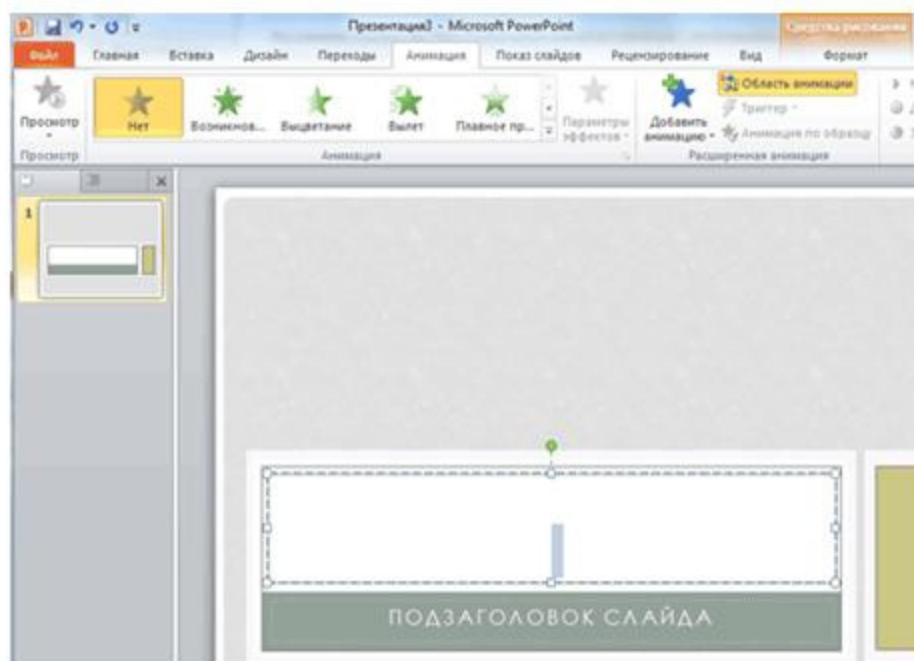 Презентация3 - Microsoft PowerPoint
Средства рисования
Файл Главная Вставка Дизайн Переходы Анимация Показ слайдов Рецензирование Вид Формат
Просмотр
Нет Возникнов... Выцветание Вылет Плавное пр...
Параметры эффектов
Добавить анимацию
Область анимации
Триггер
Анимация по образцу
Просмотр Анимация Расширенная анимация
1
ПОДЗАГОЛОВОК СЛАЙДА